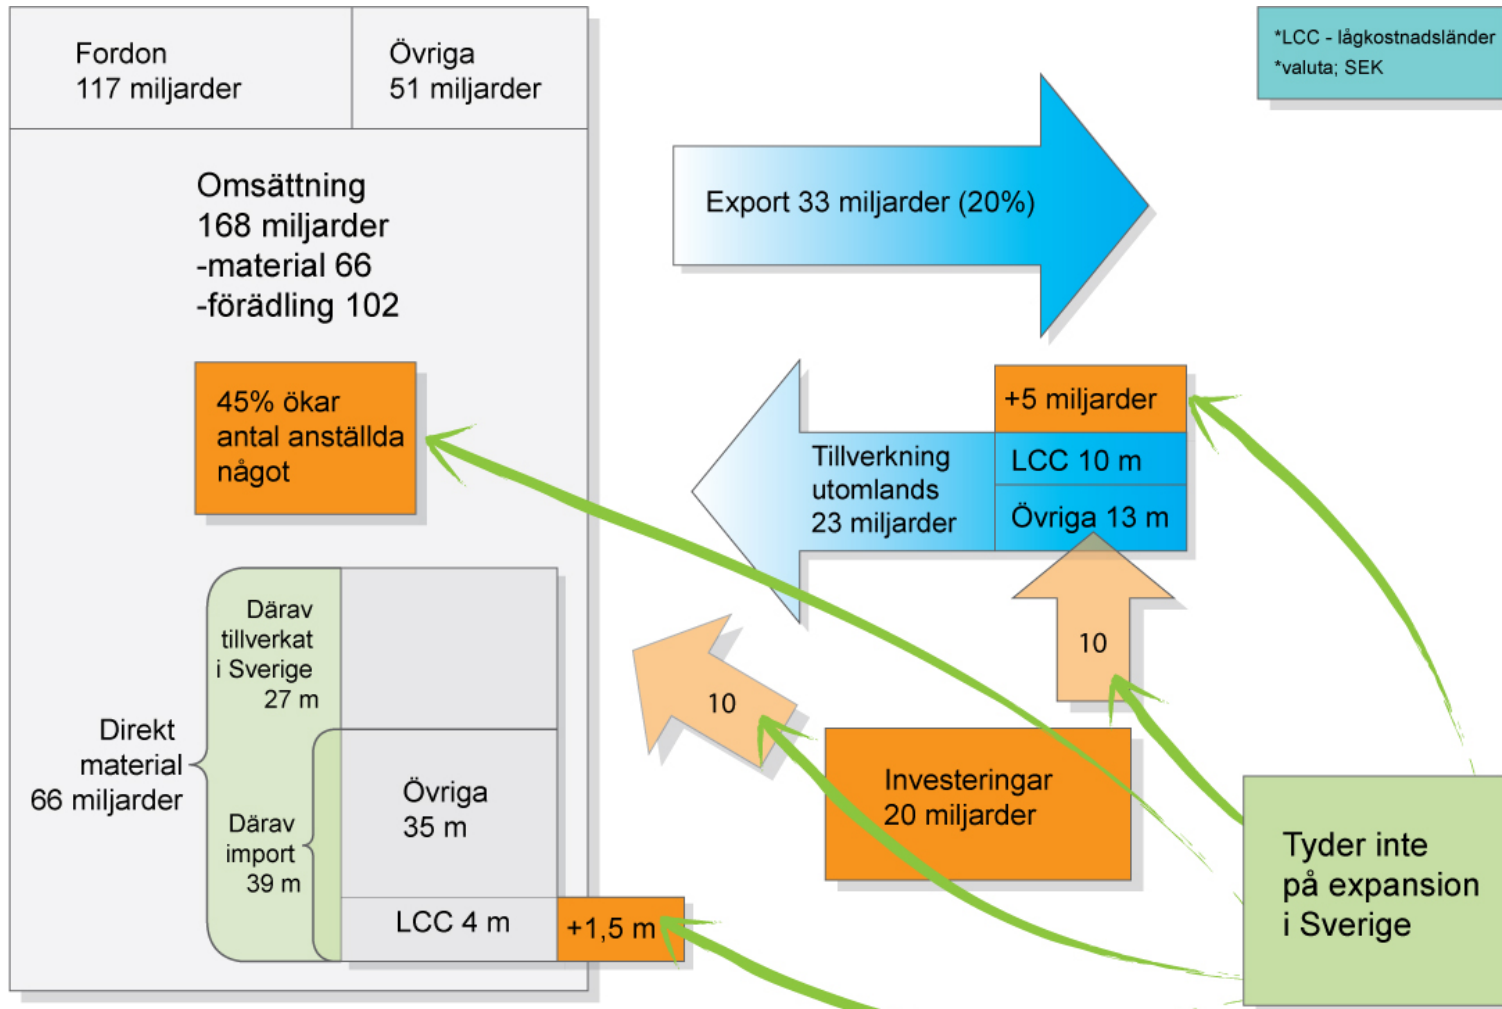 Fordon
117 miljarder
Övriga
51 miljarder
*LCC - lågkostnadsländer
*valuta; SEK
Omsättning
168 miljarder
-material 66
-förädling 102
Export 33 miljarder (20%)
45% ökar
antal anställda
något
+5 miljarder
Tillverkning
utomlands
23 miljarder
LCC 10 m
Övriga 13 m
Därav
tillverkat
i Sverige
27 m
10
10
Direkt
material
66 miljarder
Därav
import
39 m
Övriga
35 m
LCC 4 m
+1,5 m
Investeringar
20 miljarder
Tyder inte
på expansion
i Sverige